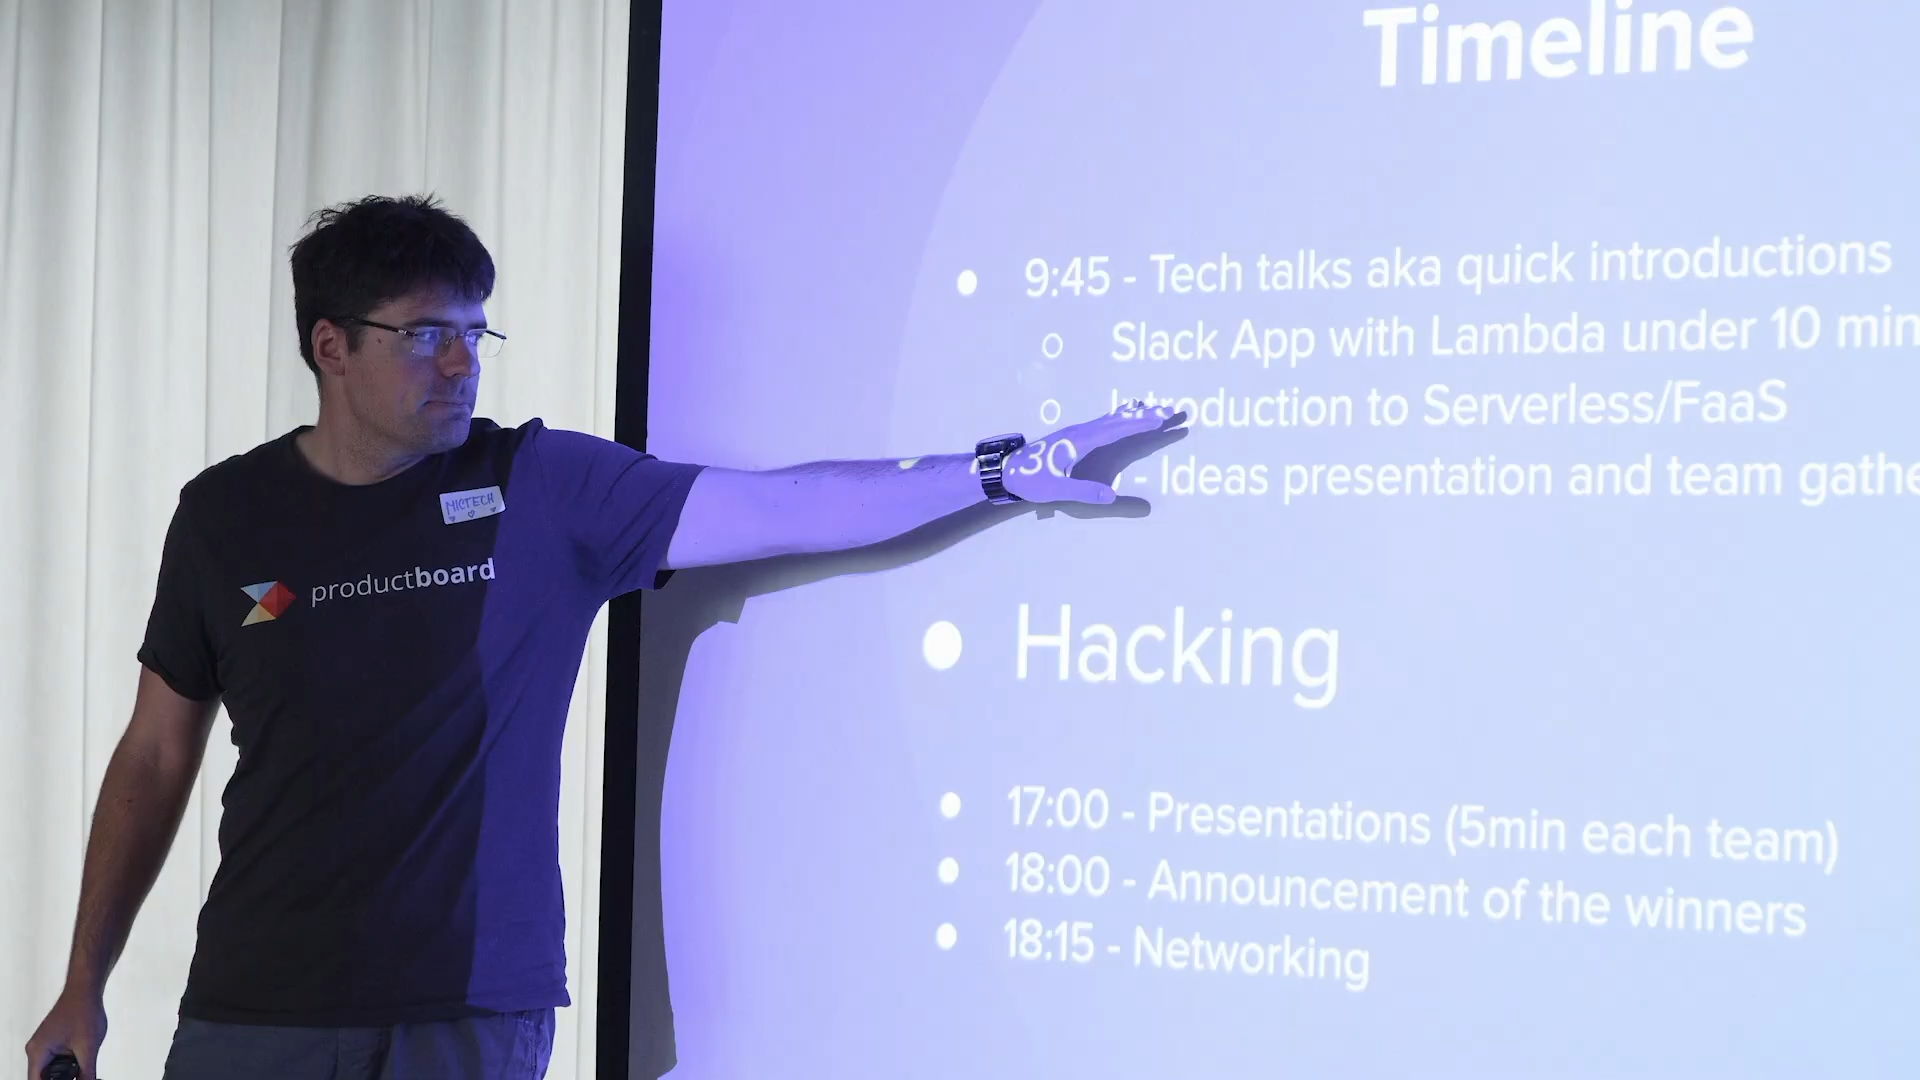 Timeline
9:45 - Tech talks aka quick introductions
Slack App with Lambda under 10 min
Introduction to Serverless/FaaS
:30 - Ideas presentation and team gathe
MICTECH
productboard
Hacking
17:00 - Presentations (5min each team)
18:00 - Announcement of the winners
18:15 - Networking